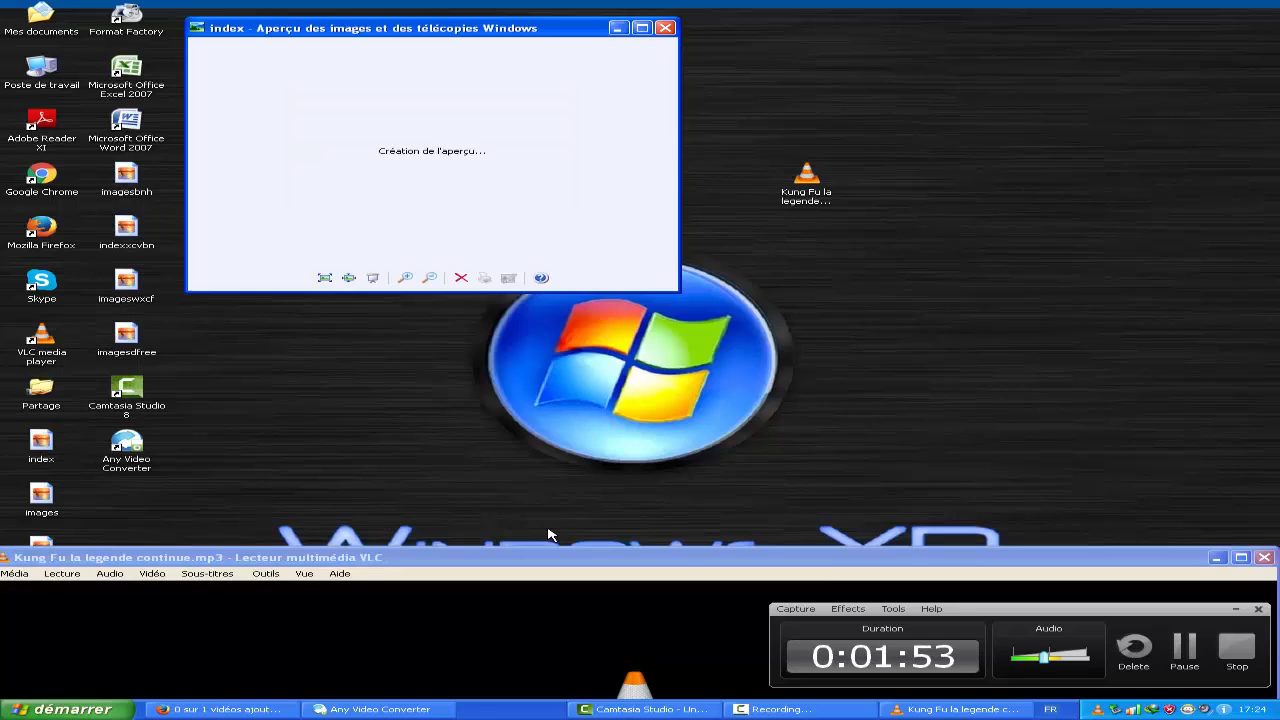 Mes documents
Format Factory
Poste de travail
Microsoft Office
Excel 2007
Adobe Reader
XI
Microsoft Office
Word 2007
Google Chrome
imagesbnh
Mozilla Firefox
indexxcvbn
Skype
imageswxcf
VLC media
player
imagesdfree
Partage
Camtasia Studio
8
index
Any Video
Converter
images
index - Aperçu des images et des télécopies Windows
Création de l'aperçu...
Kung Fu la
legende...
Windows XP
Kung Fu la legende continue.mp3 - Lecteur multimédia VLC
Média Lecture Audio Vidéo Sous-titres Outils Vue Aide
Capture Effects Tools Help
Duration
0:01:53
Audio
Delete
Pause
Stop
démarrer
0 sur 1 vidéos ajout...
Any Video Converter
Camtasia Studio - Un...
Recording...
Kung Fu la legende c...
FR
17:24